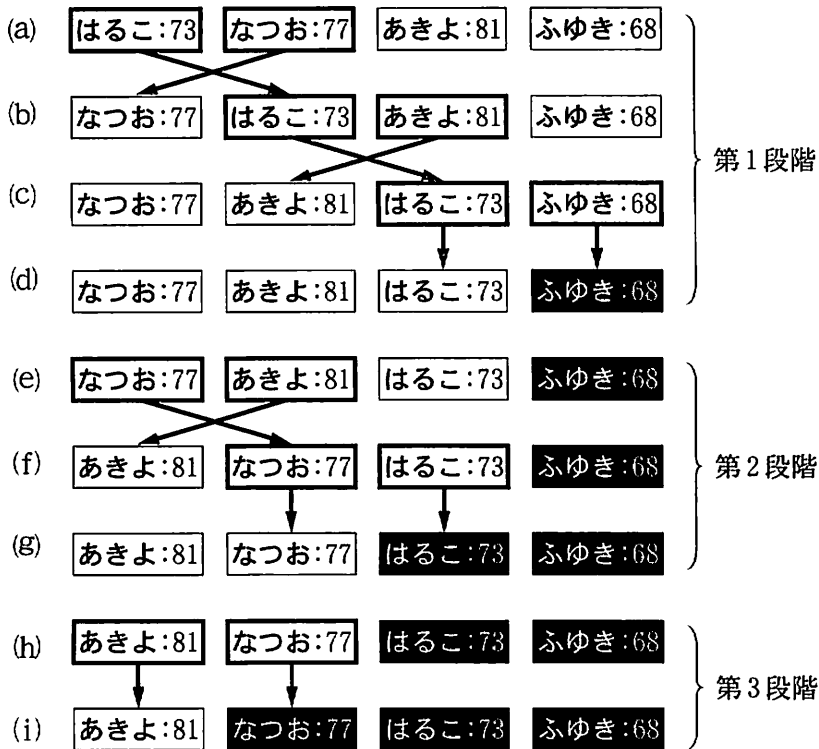 (a) はるこ:73 なつお:77 あきよ:81 ふゆき:68
(b) なつお:77 はるこ:73 あきよ:81 ふゆき:68
第1段階
(c) なつお:77 あきよ:81 はるこ:73 ふゆき:68
(d) なつお:77 あきよ:81 はるこ:73 ふゆき:68
(e) なつお:77 あきよ:81 はるこ:73 ふゆき:68
(f) あきよ:81 なつお:77 はるこ:73 ふゆき:68
第2段階
(g) あきよ:81 なつお:77 はるこ:73 ふゆき:68
(h) あきよ:81 なつお:77 はるこ:73 ふゆき:68
第3段階
(i) あきよ:81 なつお:77 はるこ:73 ふゆき:68